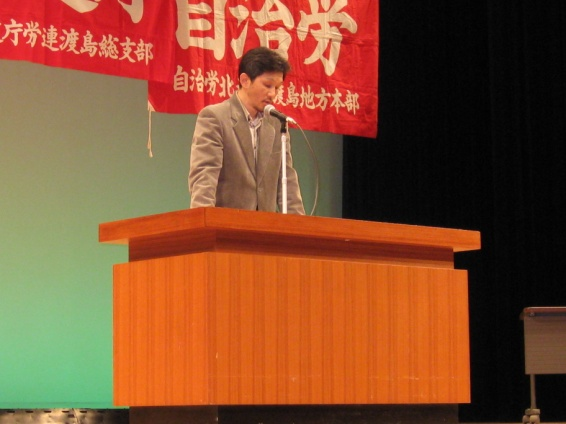 庁労連渡島総支部
自治労
自治労北 渡島地方本部